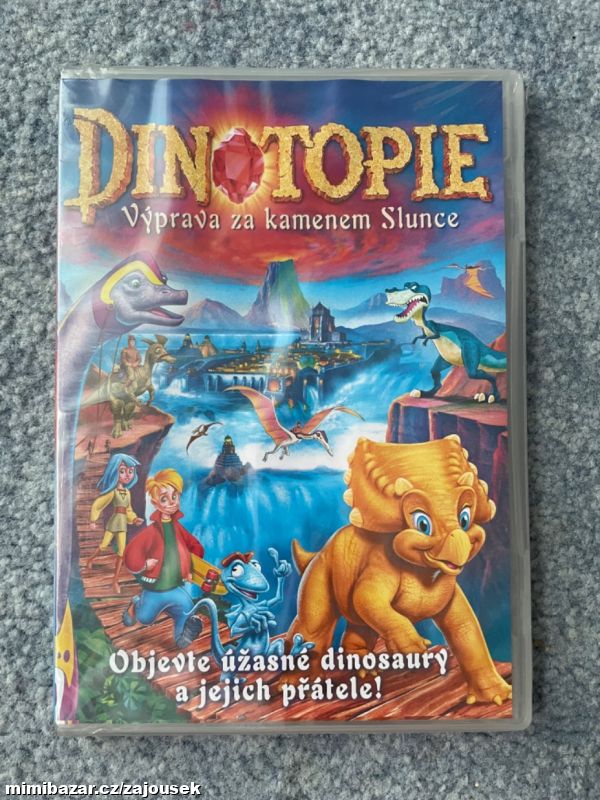 DINOTOPIE
Výprava za kamenem Slunce
Objevte úžasné dinosaury
a jejich přátele!
mimibazar.cz/zajousek